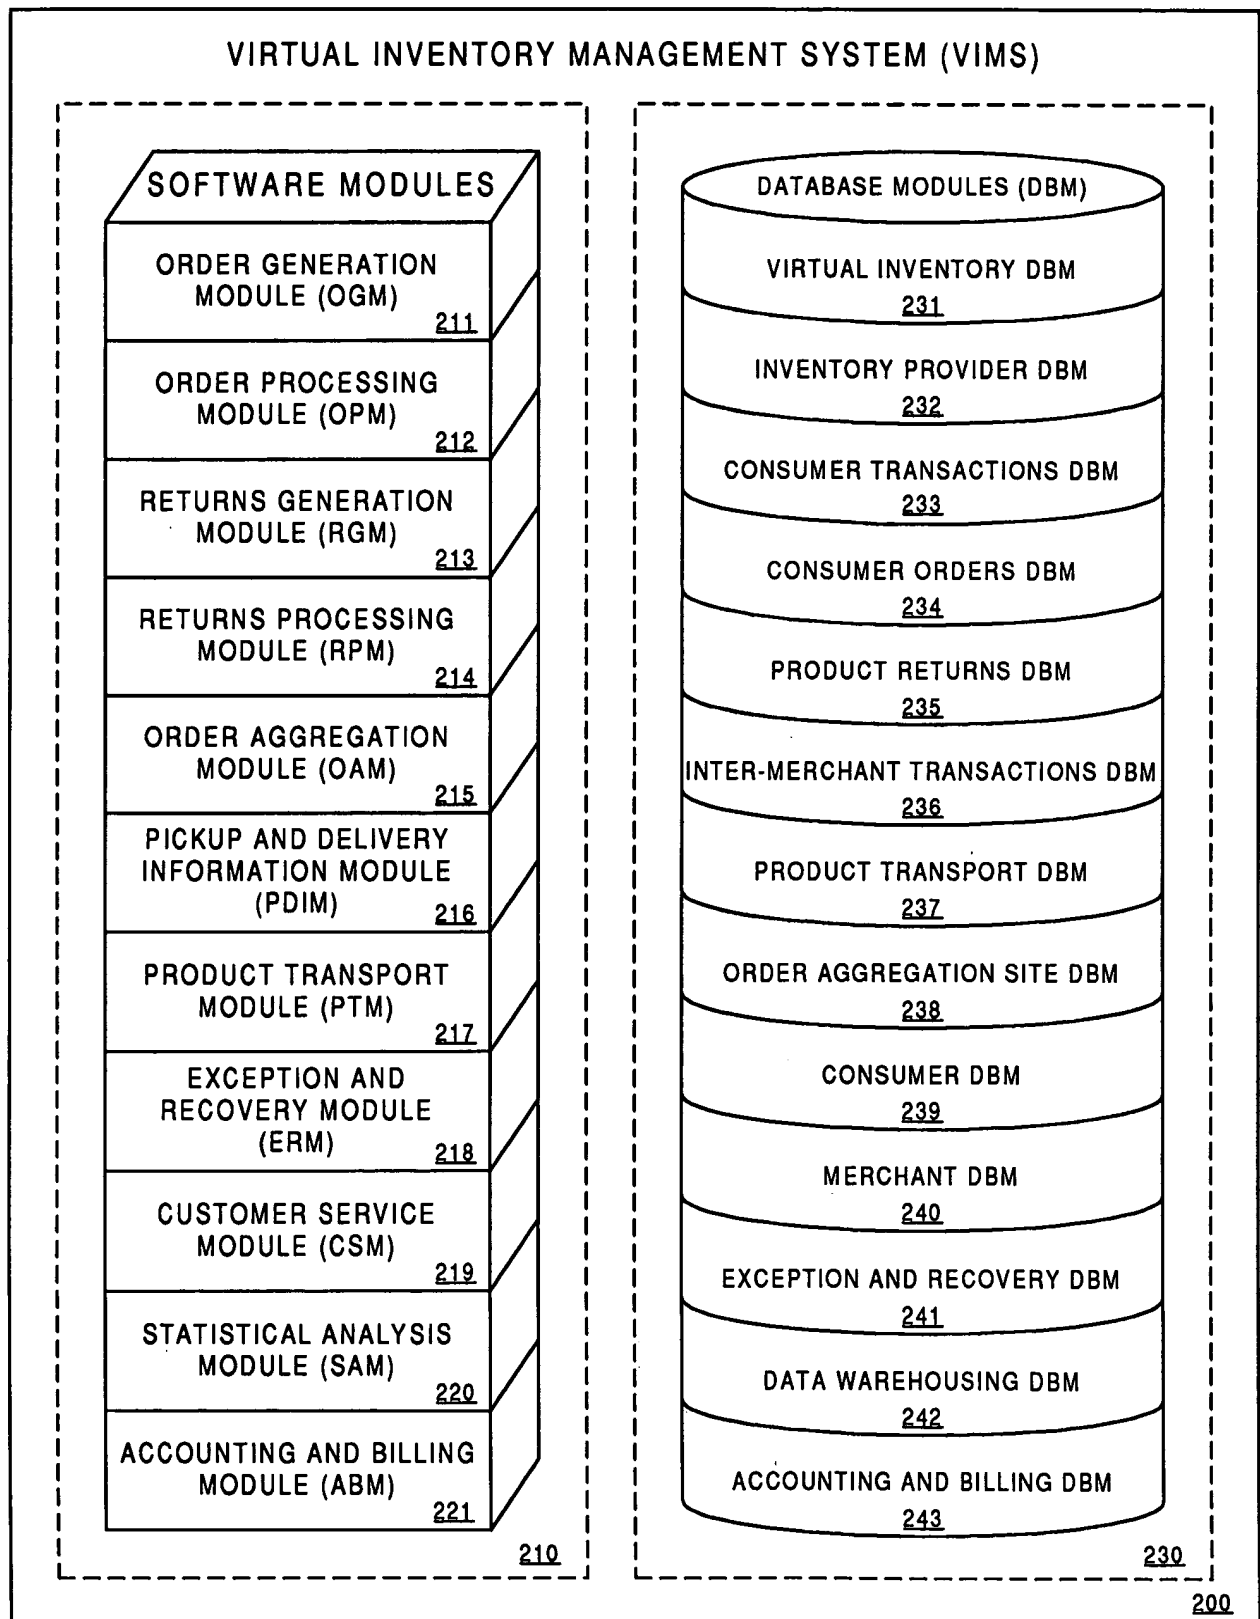 VIRTUAL INVENTORY MANAGEMENT SYSTEM (VIMS)
SOFTWARE MODULES
ORDER GENERATION
MODULE (OGM)
211
ORDER PROCESSING
MODULE (OPM)
212
RETURNS GENERATION
MODULE (RGM)
213
RETURNS PROCESSING
MODULE (RPM)
214
ORDER AGGREGATION
MODULE (OAM)
215
PICKUP AND DELIVERY
INFORMATION MODULE
(PDIM)
216
PRODUCT TRANSPORT
MODULE (PTM)
217
EXCEPTION AND
RECOVERY MODULE
(ERM)
218
CUSTOMER SERVICE
MODULE (CSM)
219
STATISTICAL ANALYSIS
MODULE (SAM)
220
ACCOUNTING AND BILLING
MODULE (ABM)
221
210
DATABASE MODULES (DBM)
VIRTUAL INVENTORY DBM
231
INVENTORY PROVIDER DBM
232
CONSUMER TRANSACTIONS DBM
233
CONSUMER ORDERS DBM
234
PRODUCT RETURNS DBM
235
INTER-MERCHANT TRANSACTIONS DBM
236
PRODUCT TRANSPORT DBM
237
ORDER AGGREGATION SITE DBM
238
CONSUMER DBM
239
MERCHANT DBM
240
EXCEPTION AND RECOVERY DBM
241
DATA WAREHOUSING DBM
242
ACCOUNTING AND BILLING DBM
243
230
200